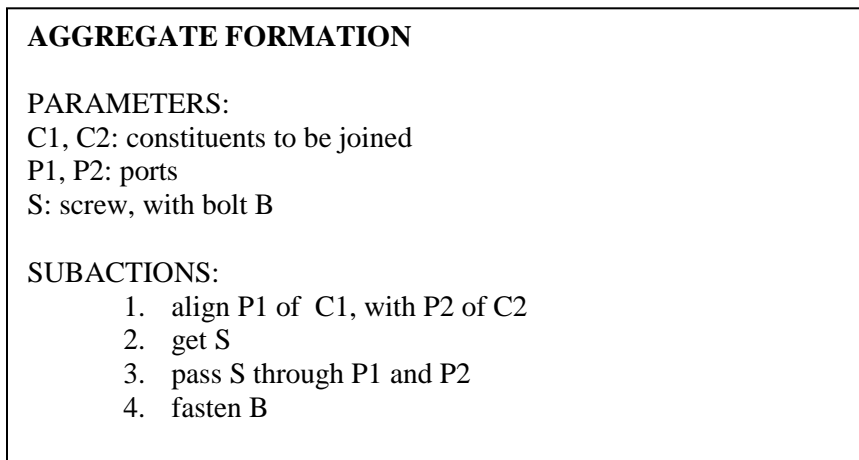 AGGREGATE FORMATION
PARAMETERS:
C1, C2: constituents to be joined
P1, P2: ports
S: screw, with bolt B
SUBACTIONS:
1. align P1 of C1, with P2 of C2
2. get S
3. pass S through P1 and P2
4. fasten B